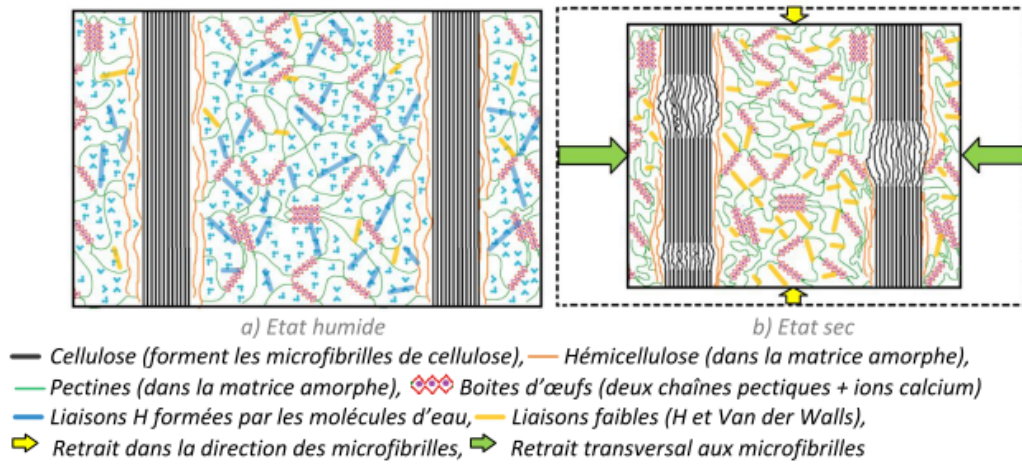 a) Etat humide
b) Etat sec
Cellulose (forment les microfibrilles de cellulose), Hémicellulose (dans la matrice amorphe),
Pectines (dans la matrice amorphe), Boites d'œufs (deux chaînes pectiques + ions calcium)
Liaisons H formées par les molécules d'eau, Liaisons faibles (H et Van der Walls),
Retrait dans la direction des microfibrilles, Retrait transversal aux microfibrilles